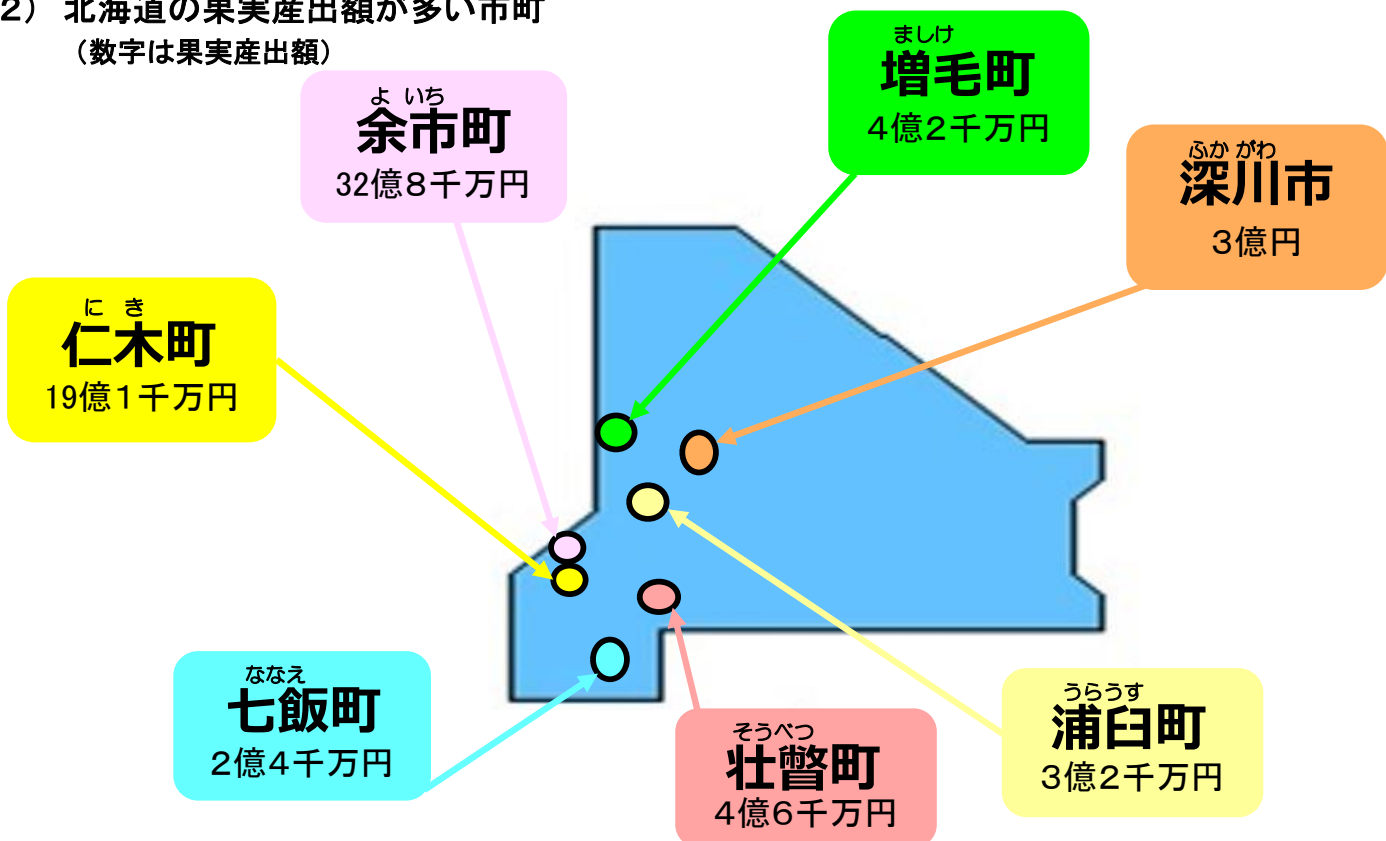 2） 北海道の果実産出額が多い市町
（数字は果実産出額）
ましけ
増毛町
4億2千万円
よ いち
余市町
32億8千万円
ふか がわ
深川市
3億円
に き
仁木町
19億1千万円
ななえ
七飯町
2億4千万円
そうべつ
壮瞥町
4億6千万円
うらうす
浦臼町
3億2千万円